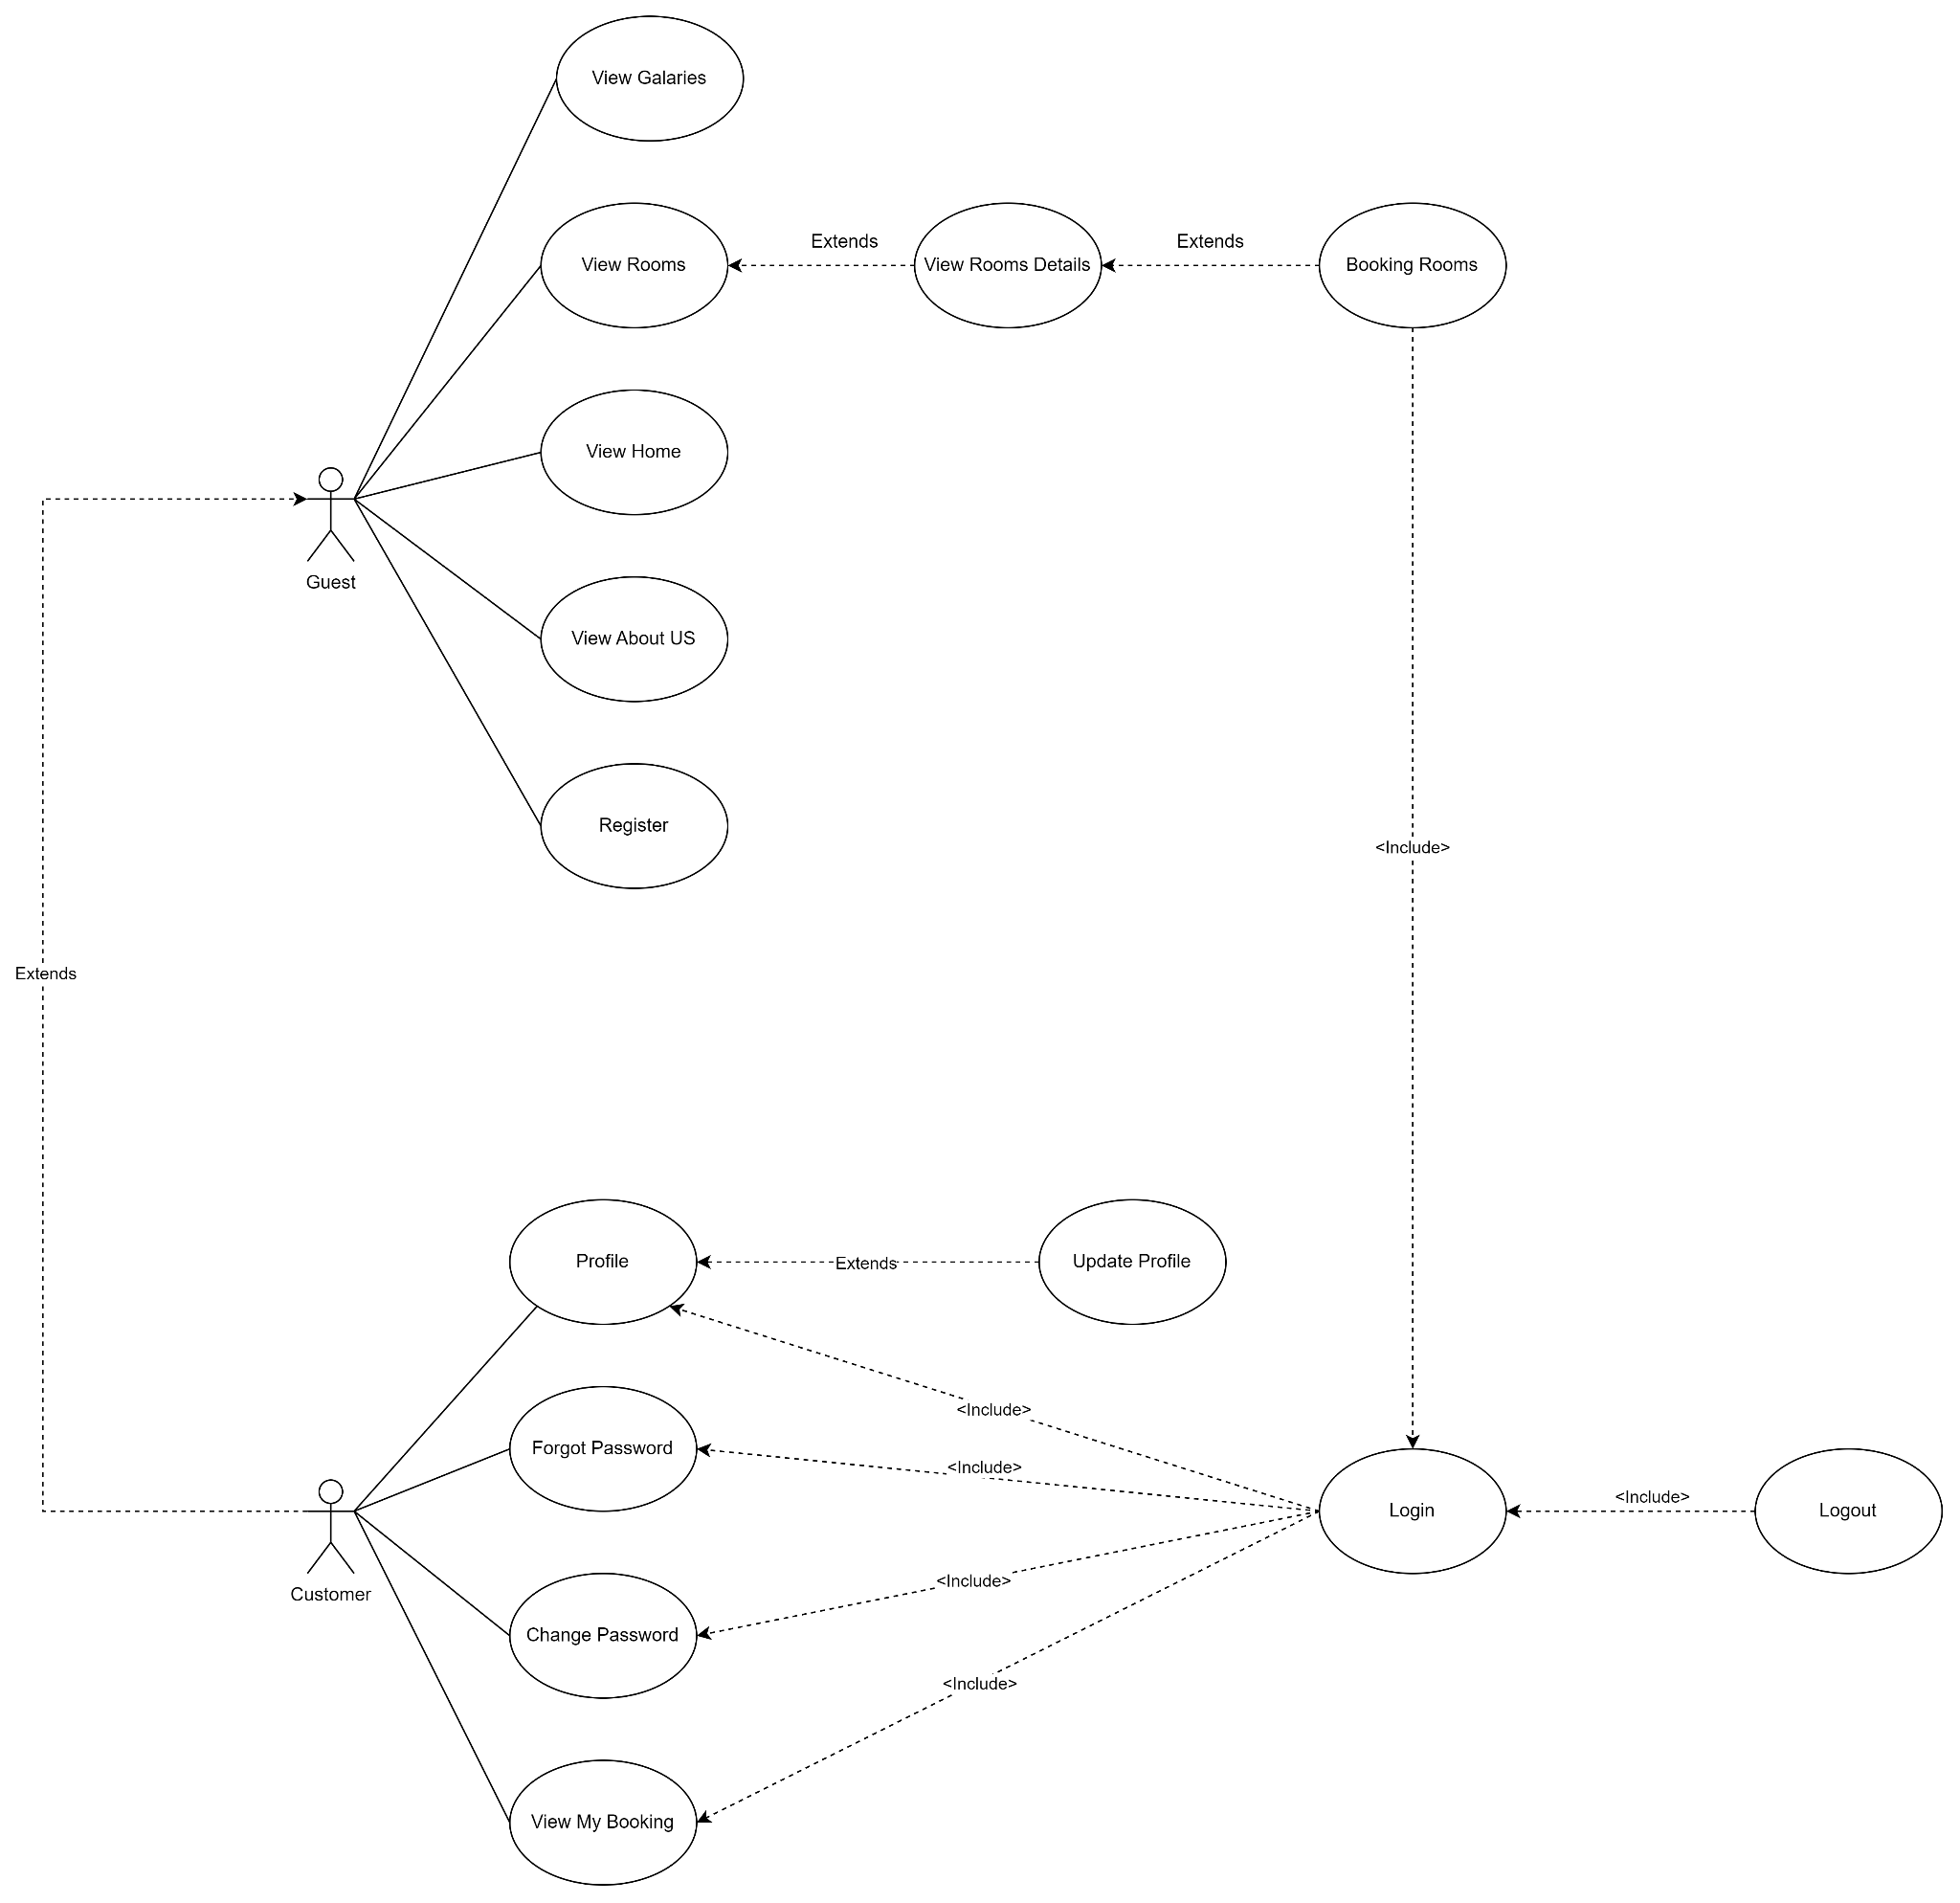 View Galaries
Extends
Extends
View Rooms
View Rooms Details
Booking Rooms
View Home
Guest
View About US
Register
<Include>
Extends
Profile
Extends
Update Profile
<Include>
Forgot Password
<Include>
<Include>
Login
Logout
<Include>
Customer
Change Password
<Include>
View My Booking